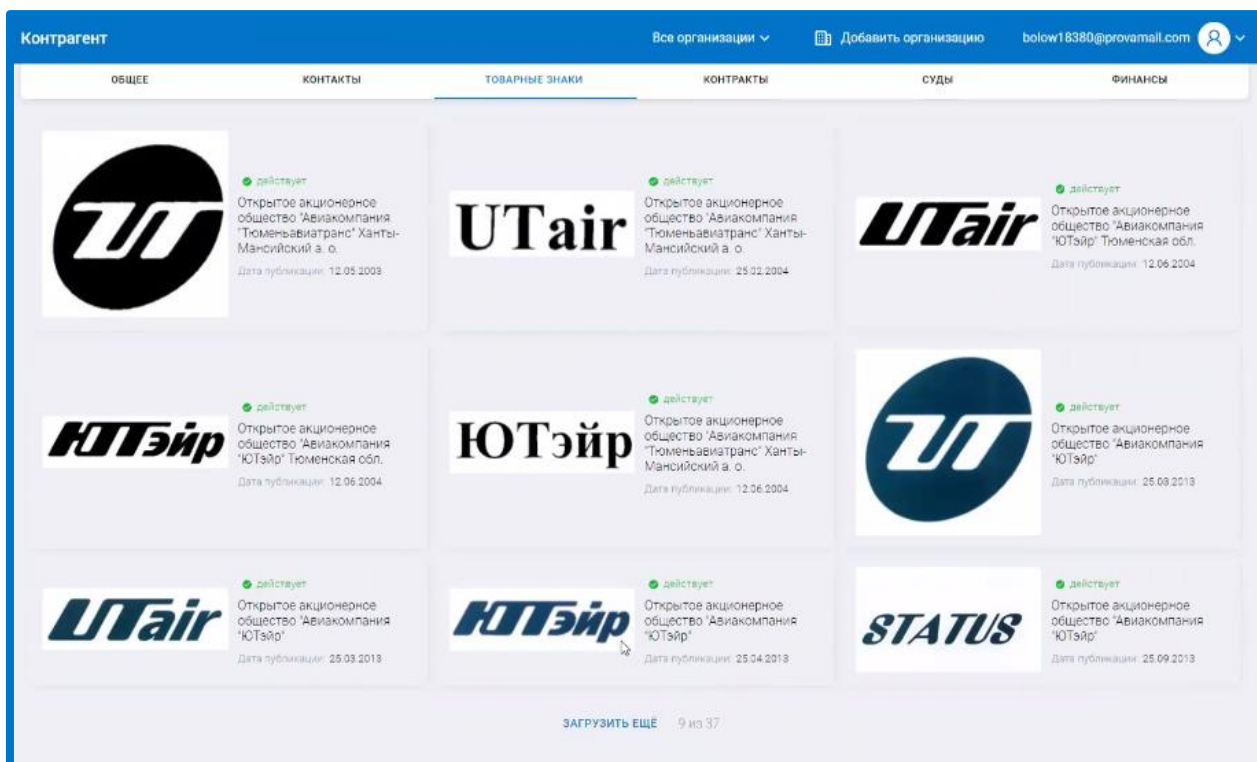 Контрагент
Все организации
Добавить организацию
bolow18380@provamail.com
ОБЩЕЕ
КОНТАКТЫ
ТОВАРНЫЕ ЗНАКИ
КОНТРАКТЫ
СУДЫ
ФИНАНСЫ
UT
действует
Открытое акционерное
общество "Авиакомпания
"Тюменьавиатранс" Ханты-
Мансийский а. о.
Дата публикации: 12.05.2003
UTair
действует
Открытое акционерное
общество "Авиакомпания
"Тюменьавиатранс" Ханты-
Мансийский а. о.
Дата публикации: 25.02.2004
UTair
действует
Открытое акционерное
общество "Авиакомпания
"ЮТэйр" Тюменская обл.
Дата публикации: 12.06.2004
ЮТэйр
действует
Открытое акционерное
общество "Авиакомпания
"ЮТэйр" Тюменская обл.
Дата публикации: 12.06.2004
ЮТэйр
действует
Открытое акционерное
общество "Авиакомпания
"Тюменьавиатранс" Ханты-
Мансийский а. о.
Дата публикации: 12.06.2004
UT
действует
Открытое акционерное
общество "Авиакомпания
"ЮТэйр"
Дата публикации: 25.03.2013
UTair
действует
Открытое акционерное
общество "Авиакомпания
"ЮТэйр"
Дата публикации: 25.03.2013
ЮТэйр
действует
Открытое акционерное
общество "Авиакомпания
"ЮТэйр"
Дата публикации: 25.04.2013
STATUS
действует
Открытое акционерное
общество "Авиакомпания
"ЮТэйр"
Дата публикации: 25.09.2013
ЗАГРУЗИТЬ ЕЩЁ
9 из 37